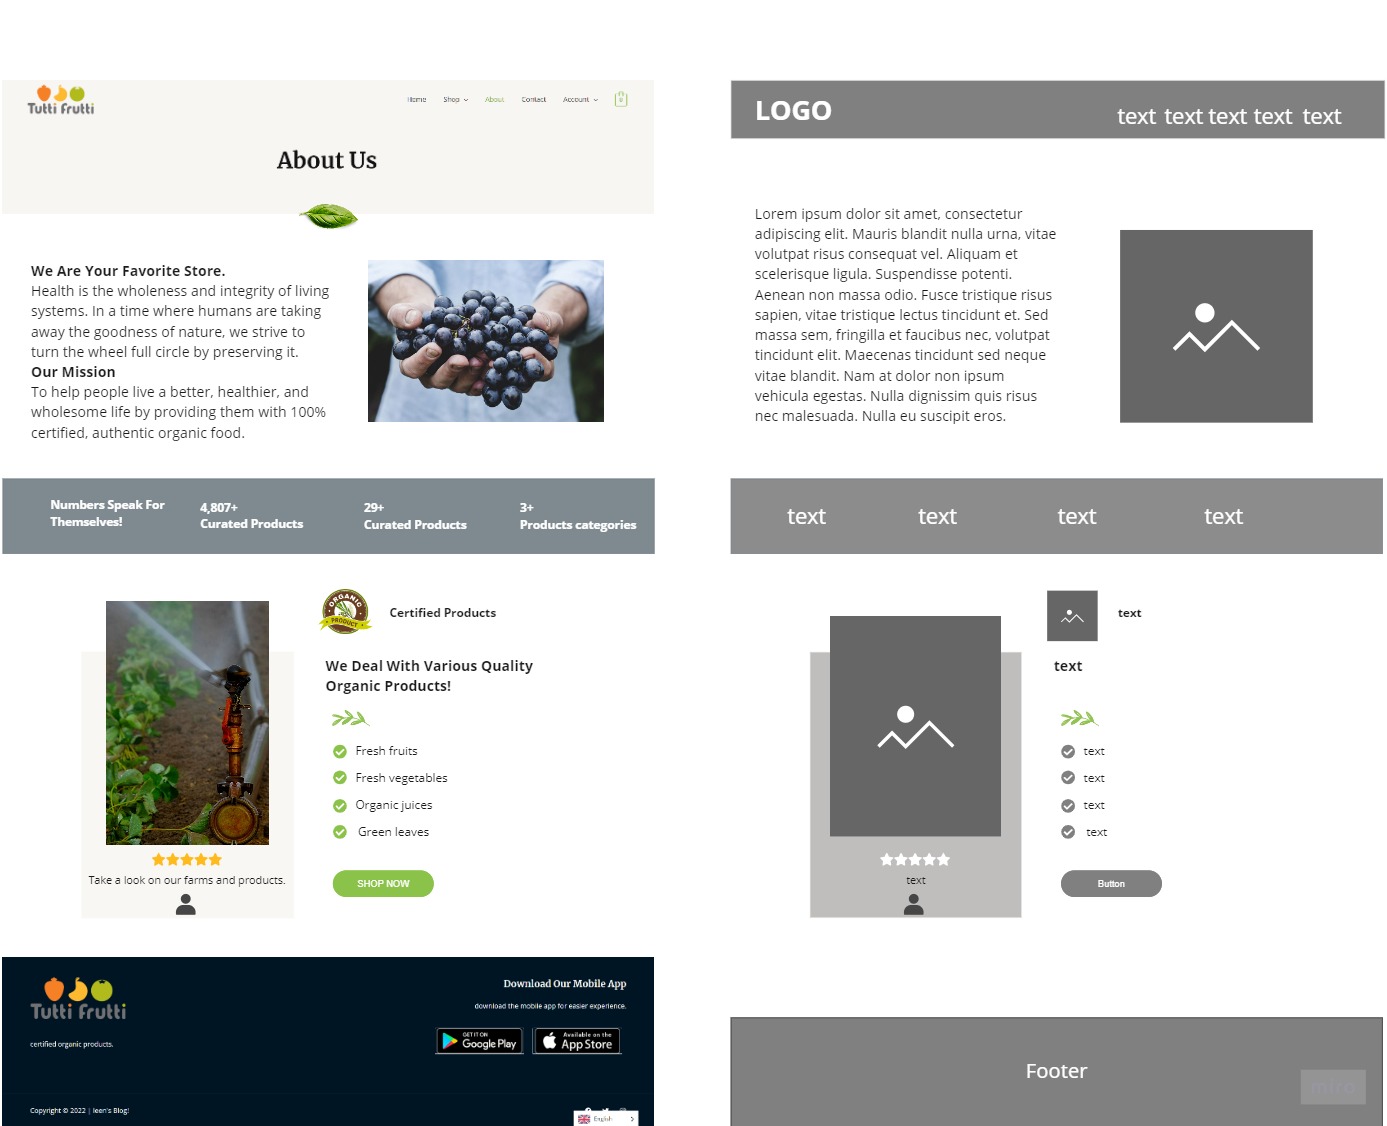 Tutti Frutti
Home Shop About Contact Account
About Us
We Are Your Favorite Store.
Health is the wholeness and integrity of living
systems. In a time where humans are taking
away the goodness of nature, we strive to
turn the wheel full circle by preserving it.
Our Mission
To help people live a better, healthier, and
wholesome life by providing them with 100%
certified, authentic organic food.
Numbers Speak For
Themselves!
4,807+
Curated Products
29+
Curated Products
3+
Products categories
ORGANIC
PRODUCT
Certified Products
We Deal With Various Quality
Organic Products!
Fresh fruits
Fresh vegetables
Organic juices
Green leaves
Take a look on our farms and products.
SHOP NOW
Tutti Frutti
certified organic products.
Download Our Mobile App
download the mobile app for easier experience.
GET IT ON
Google Play
Available on the
App Store
Copyright © 2022 | leen's Blog!
English
LOGO
text text text text text
Lorem ipsum dolor sit amet, consectetur
adipiscing elit. Mauris blandit nulla urna, vitae
volutpat risus consequat vel. Aliquam et
scelerisque ligula. Suspendisse potenti.
Aenean non massa odio. Fusce tristique risus
sapien, vitae tristique lectus tincidunt et. Sed
massa sem, fringilla et faucibus nec, volutpat
tincidunt elit. Maecenas tincidunt sed neque
vitae blandit. Nam at dolor non ipsum
vehicula egestas. Nulla dignissim quis risus
nec malesuada. Nulla eu suscipit eros.
text text text text
text
text
text
text
text
text
text
Button
Footer
miro